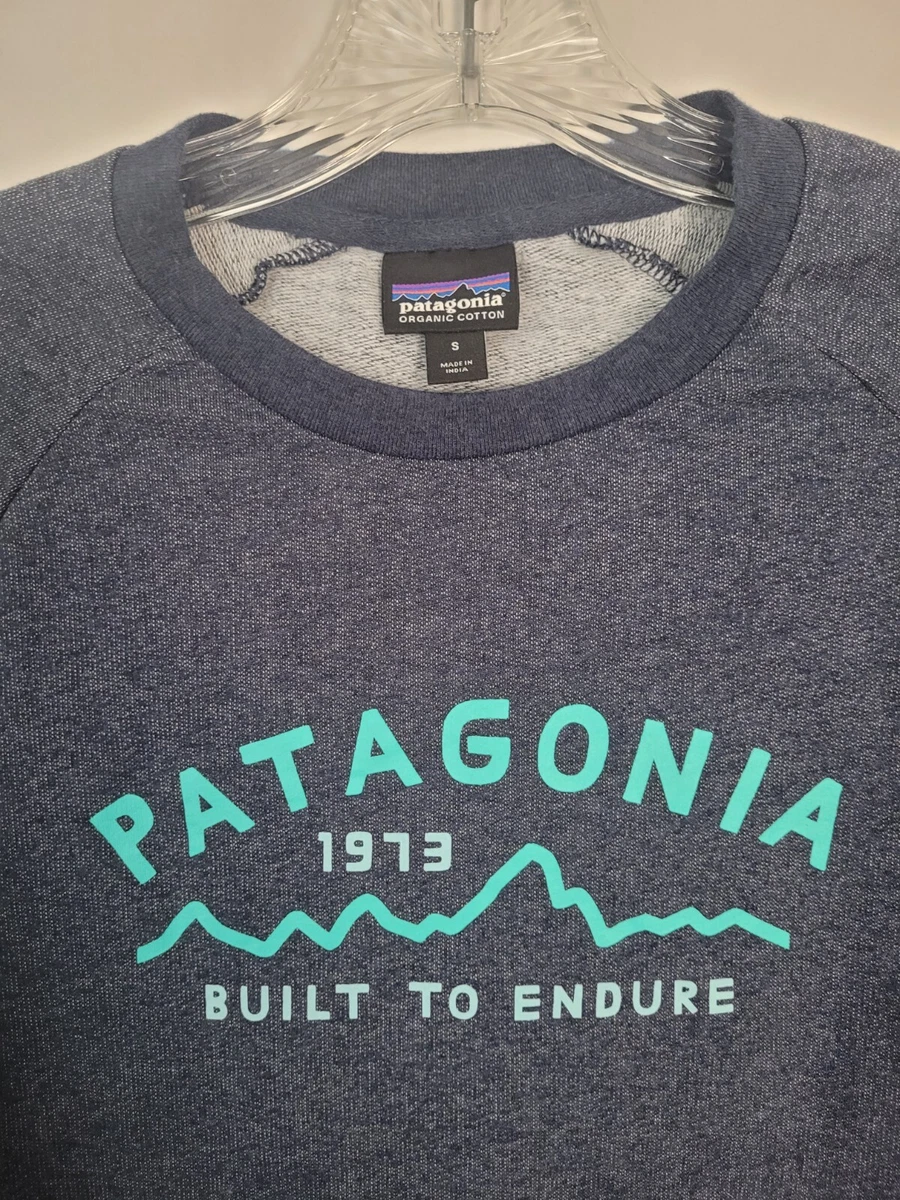 patagonia®
ORGANIC COTTON
S
MADE IN
INDIA
PATAGONIA
1973
BUILT TO ENDURE